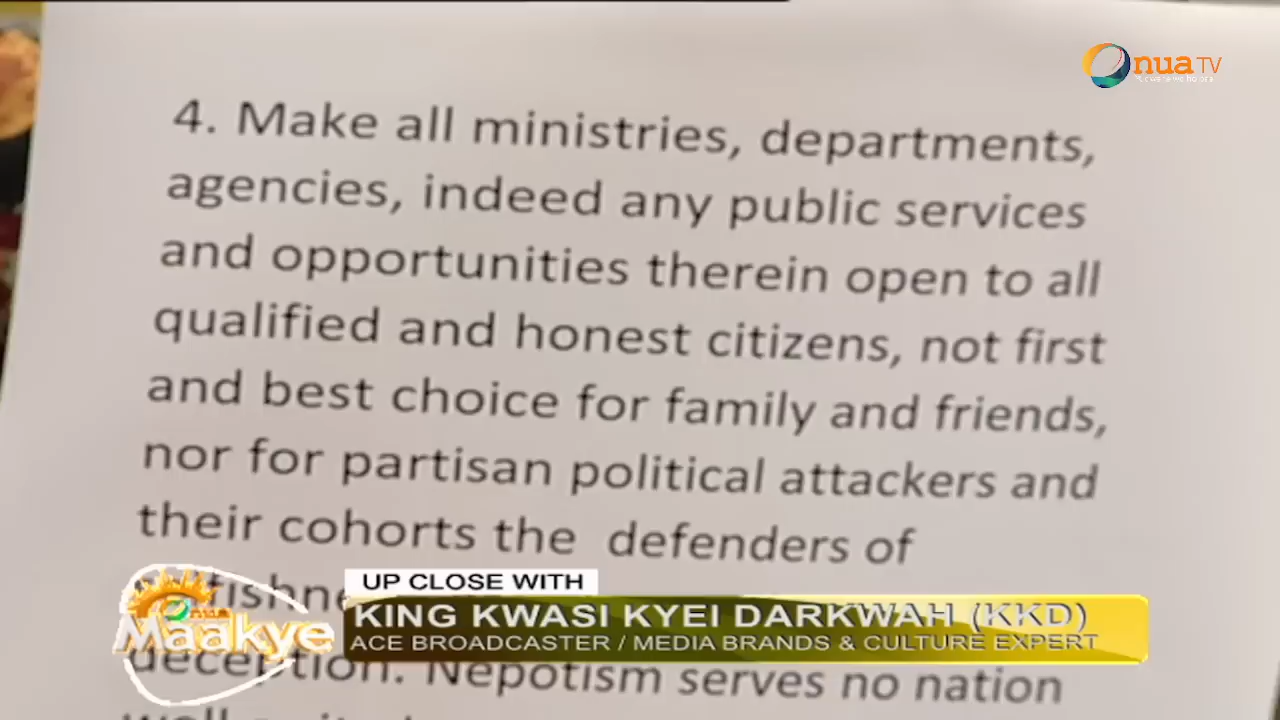 Onua TV
4. Make all ministries, departments,
agencies, indeed any public services
and opportunities therein open to all
qualified and honest citizens, not first
and best choice for family and friends,
nor for partisan political attackers and
their cohorts the defenders of
UP CLOSE WITH
KING KWASI KYEI DARKWAH (KKD)
ACE BROADCASTER / MEDIA BRANDS & CULTURE EXPERT
onua
Maakye
deception. Nepotism serves no nation